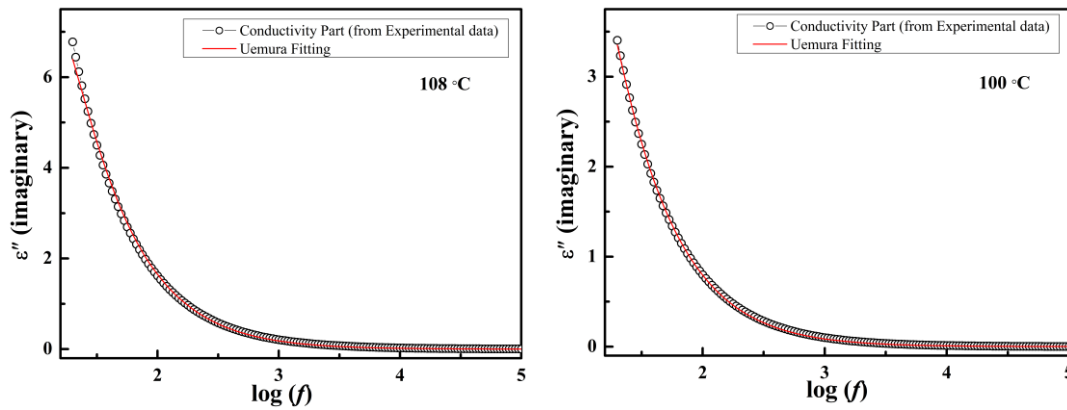 Conductivity Part (from Experimental data)
Uemura Fitting
108 °C
ε″ (imaginary)
6
4
2
0
2
3
4
5
log (f)
Conductivity Part (from Experimental data)
Uemura Fitting
100 °C
ε″ (imaginary)
3
2
1
0
2
3
4
5
log (f)